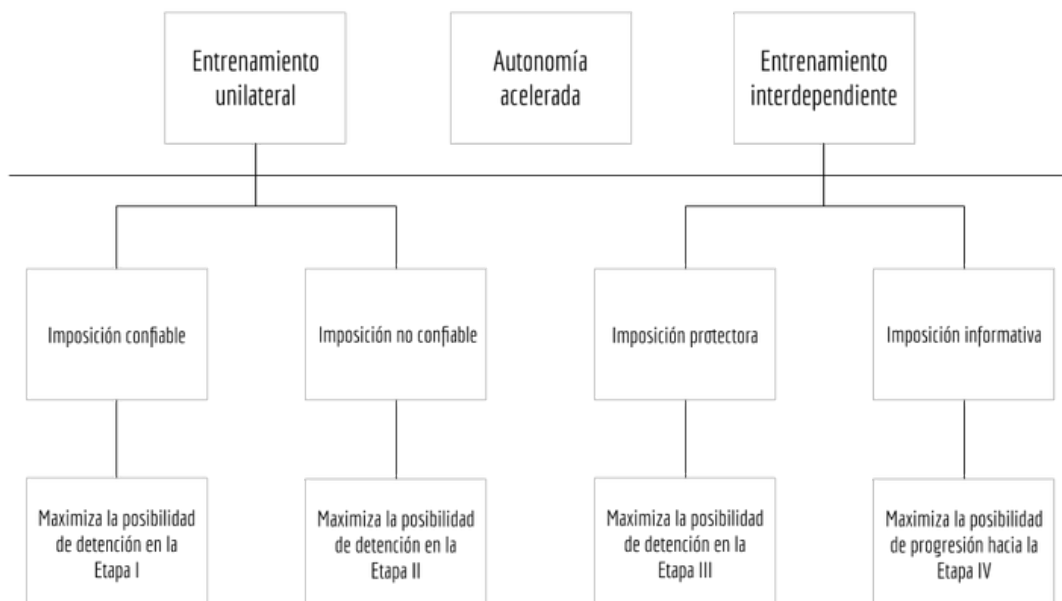 Entrenamiento
unilateral
Autonomía
acelerada
Entrenamiento
interdependiente
Imposición confiable
Imposición no confiable
Imposición protectora
Imposición informativa
Maximiza la posibilidad
de detención en la
Etapa I
Maximiza la posibilidad
de detención en la
Etapa II
Maximiza la posibilidad
de detención en la
Etapa III
Maximiza la posibilidad
de progresión hacia la
Etapa IV